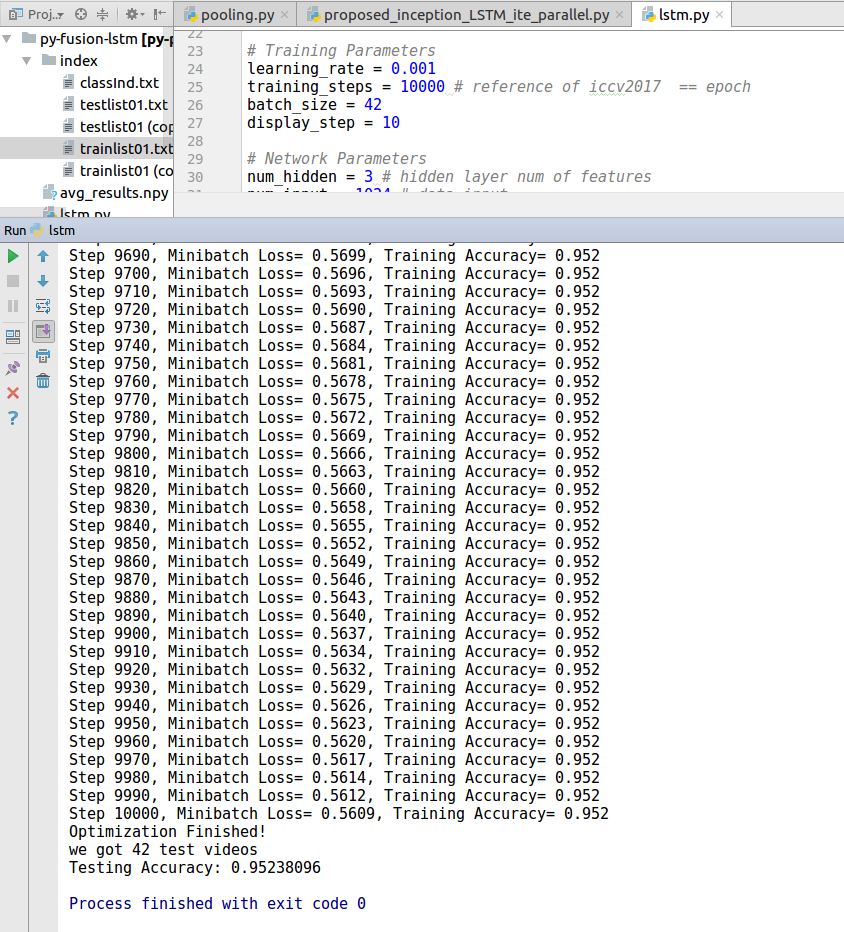 Proj...
pooling.py
proposed_inception_LSTM_ite_parallel.py
lstm.py
py-fusion-lstm [py-
index
classInd.txt
testlist01.txt
testlist01 (cop
trainlist01.txt
trainlist01 (co
avg_results.npy
lstm.py
22
23 # Training Parameters
24 learning_rate = 0.001
25 training_steps = 10000 # reference of iccv2017  == epoch
26 batch_size = 42
27 display_step = 10
28
29 # Network Parameters
30 num_hidden = 3 # hidden layer num of features
31 num_input = 1024 # data input
Run lstm
Step 9690, Minibatch Loss= 0.5699, Training Accuracy= 0.952
Step 9700, Minibatch Loss= 0.5696, Training Accuracy= 0.952
Step 9710, Minibatch Loss= 0.5693, Training Accuracy= 0.952
Step 9720, Minibatch Loss= 0.5690, Training Accuracy= 0.952
Step 9730, Minibatch Loss= 0.5687, Training Accuracy= 0.952
Step 9740, Minibatch Loss= 0.5684, Training Accuracy= 0.952
Step 9750, Minibatch Loss= 0.5681, Training Accuracy= 0.952
Step 9760, Minibatch Loss= 0.5678, Training Accuracy= 0.952
Step 9770, Minibatch Loss= 0.5675, Training Accuracy= 0.952
Step 9780, Minibatch Loss= 0.5672, Training Accuracy= 0.952
Step 9790, Minibatch Loss= 0.5669, Training Accuracy= 0.952
Step 9800, Minibatch Loss= 0.5666, Training Accuracy= 0.952
Step 9810, Minibatch Loss= 0.5663, Training Accuracy= 0.952
Step 9820, Minibatch Loss= 0.5660, Training Accuracy= 0.952
Step 9830, Minibatch Loss= 0.5658, Training Accuracy= 0.952
Step 9840, Minibatch Loss= 0.5655, Training Accuracy= 0.952
Step 9850, Minibatch Loss= 0.5652, Training Accuracy= 0.952
Step 9860, Minibatch Loss= 0.5649, Training Accuracy= 0.952
Step 9870, Minibatch Loss= 0.5646, Training Accuracy= 0.952
Step 9880, Minibatch Loss= 0.5643, Training Accuracy= 0.952
Step 9890, Minibatch Loss= 0.5640, Training Accuracy= 0.952
Step 9900, Minibatch Loss= 0.5637, Training Accuracy= 0.952
Step 9910, Minibatch Loss= 0.5634, Training Accuracy= 0.952
Step 9920, Minibatch Loss= 0.5632, Training Accuracy= 0.952
Step 9930, Minibatch Loss= 0.5629, Training Accuracy= 0.952
Step 9940, Minibatch Loss= 0.5626, Training Accuracy= 0.952
Step 9950, Minibatch Loss= 0.5623, Training Accuracy= 0.952
Step 9960, Minibatch Loss= 0.5620, Training Accuracy= 0.952
Step 9970, Minibatch Loss= 0.5617, Training Accuracy= 0.952
Step 9980, Minibatch Loss= 0.5614, Training Accuracy= 0.952
Step 9990, Minibatch Loss= 0.5612, Training Accuracy= 0.952
Step 10000, Minibatch Loss= 0.5609, Training Accuracy= 0.952
Optimization Finished!
we got 42 test videos
Testing Accuracy: 0.95238096
Process finished with exit code 0